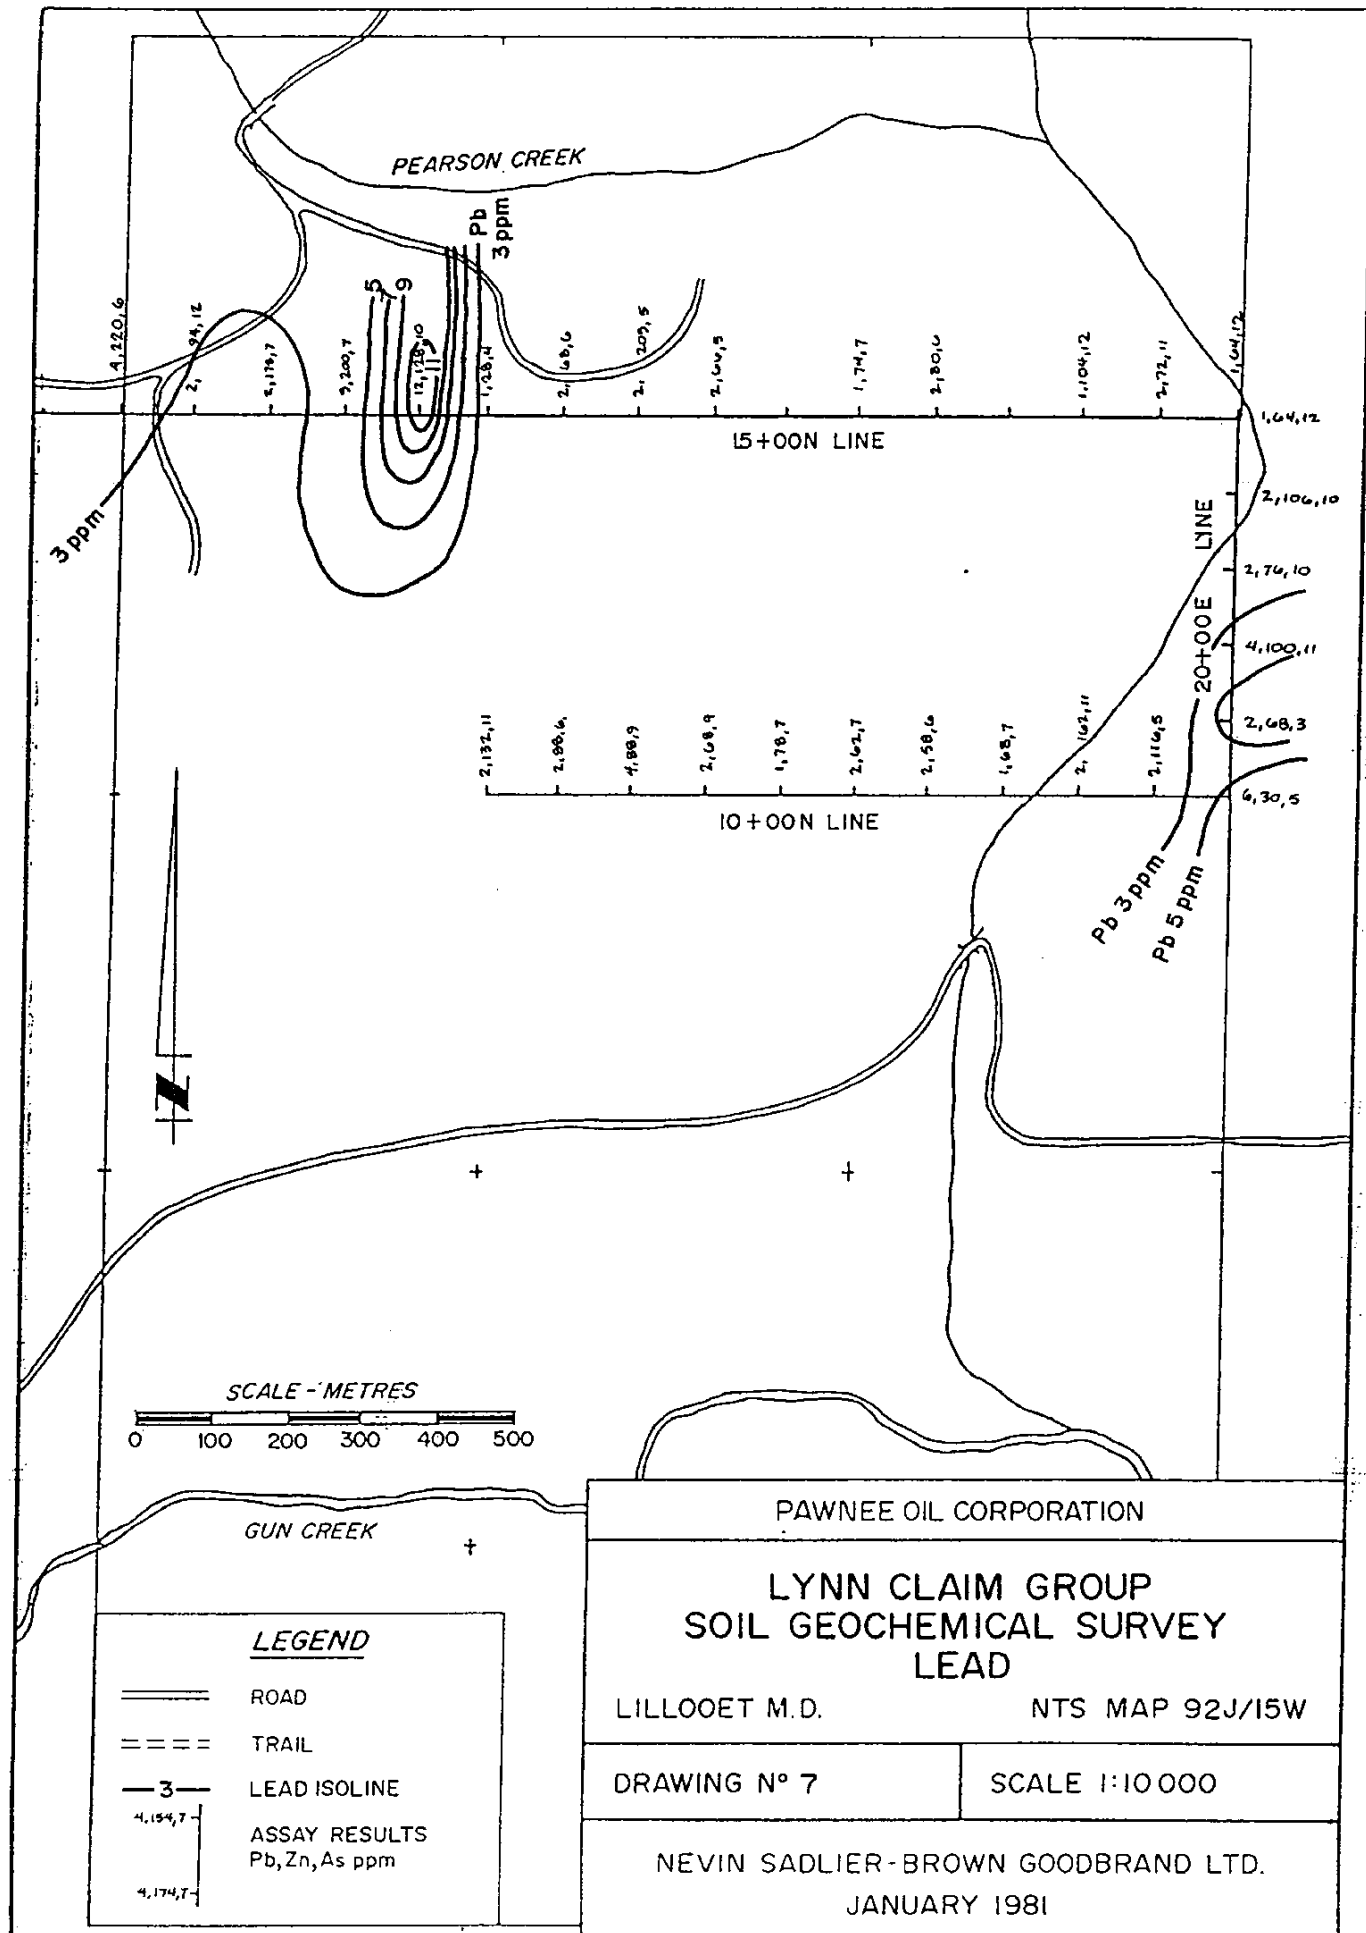 PEARSON CREEK
Pb
3 ppm
5 7 9
11
4,220,6
2, 94,12
2,178,7
12,128,10
1,28,4
2, 68,6
2, 205,5
2,66,5
1,74,7
2,80,6
1,104,12
2,72,11
1,64,12
15+00N LINE
1,64,12
2,106,10
2,76,10
4,100,11
2,68,3
6,30,5
20+00E LINE
3 ppm
2,132,11
2,88,6,
4,88,9
2,68,9
1,78,7
2,62,7
2,58,6
1,68,7
2, 162,11
2,116,5
10+00N LINE
Pb 3 ppm
Pb 5 ppm
N
SCALE - METRES
0 100 200 300 400 500
GUN CREEK
LEGEND
ROAD
TRAIL
3 LEAD ISOLINE
4,154,7
ASSAY RESULTS
Pb, Zn, As ppm
4,174,7
PAWNEE OIL CORPORATION
LYNN CLAIM GROUP
SOIL GEOCHEMICAL SURVEY
LEAD
LILLOOET M.D. NTS MAP 92J/15W
DRAWING Nº 7 SCALE 1:10 000
NEVIN SADLIER-BROWN GOODBRAND LTD.
JANUARY 1981